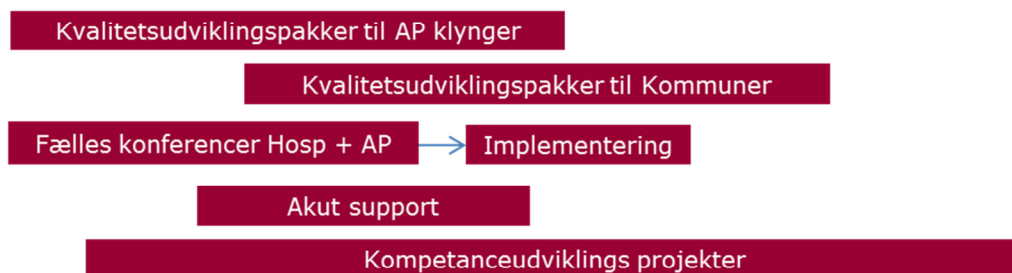 Kvalitetsudviklingspakker til AP klynger
Kvalitetsudviklingspakker til Kommuner
Fælles konferencer Hosp + AP
Implementering
Akut support
Kompetanceudviklings projekter